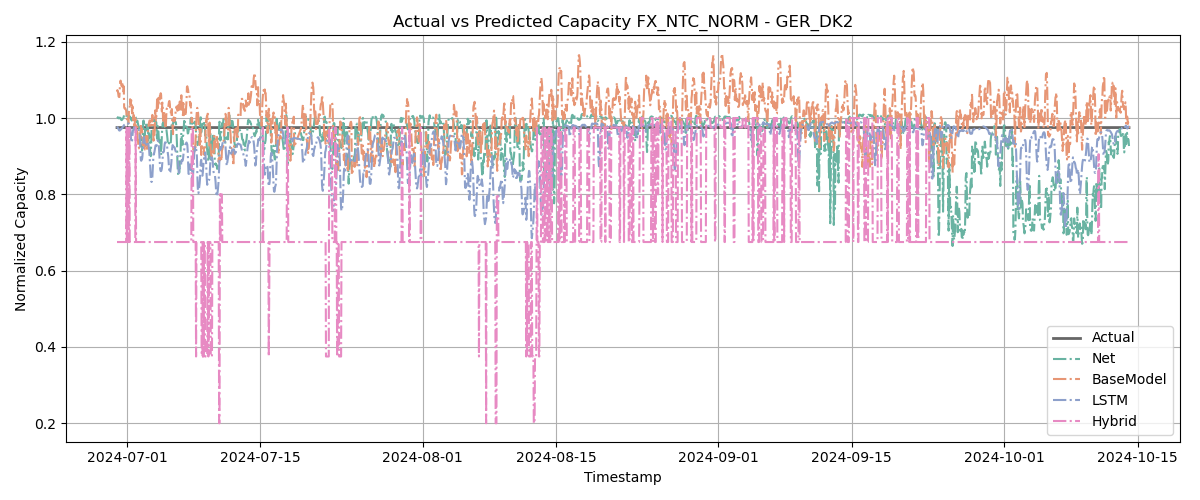 Actual vs Predicted Capacity FX_NTC_NORM - GER_DK2
Normalized Capacity
1.2
1.0
0.8
0.6
0.4
0.2
2024-07-01
2024-07-15
2024-08-01
2024-08-15
2024-09-01
2024-09-15
2024-10-01
2024-10-15
Timestamp
Actual
Net
BaseModel
LSTM
Hybrid